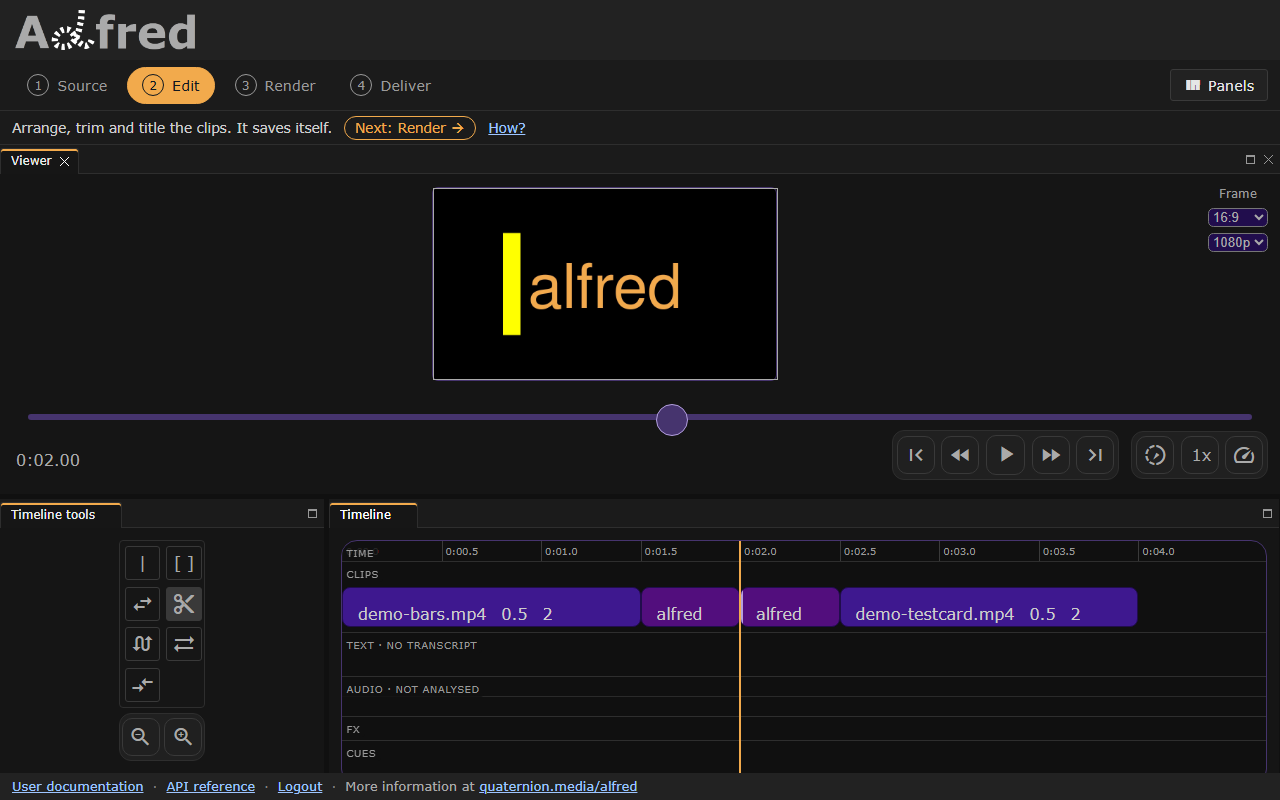 Adfred
1 Source
2 Edit
3 Render
4 Deliver
Panels
Arrange, trim and title the clips. It saves itself.
Next: Render →
How?
Viewer
alfred
Frame
16:9
1080p
0:02.00
1x
Timeline tools
Timeline
| [ ]
TIME 0:00.5 0:01.0 0:01.5 0:02.0 0:02.5 0:03.0 0:03.5 0:04.0
CLIPS
demo-bars.mp4 0.5 2
alfred
alfred
demo-testcard.mp4 0.5 2
TEXT · NO TRANSCRIPT
AUDIO · NOT ANALYSED
FX
CUES
User documentation · API reference · Logout · More information at quaternion.media/alfred